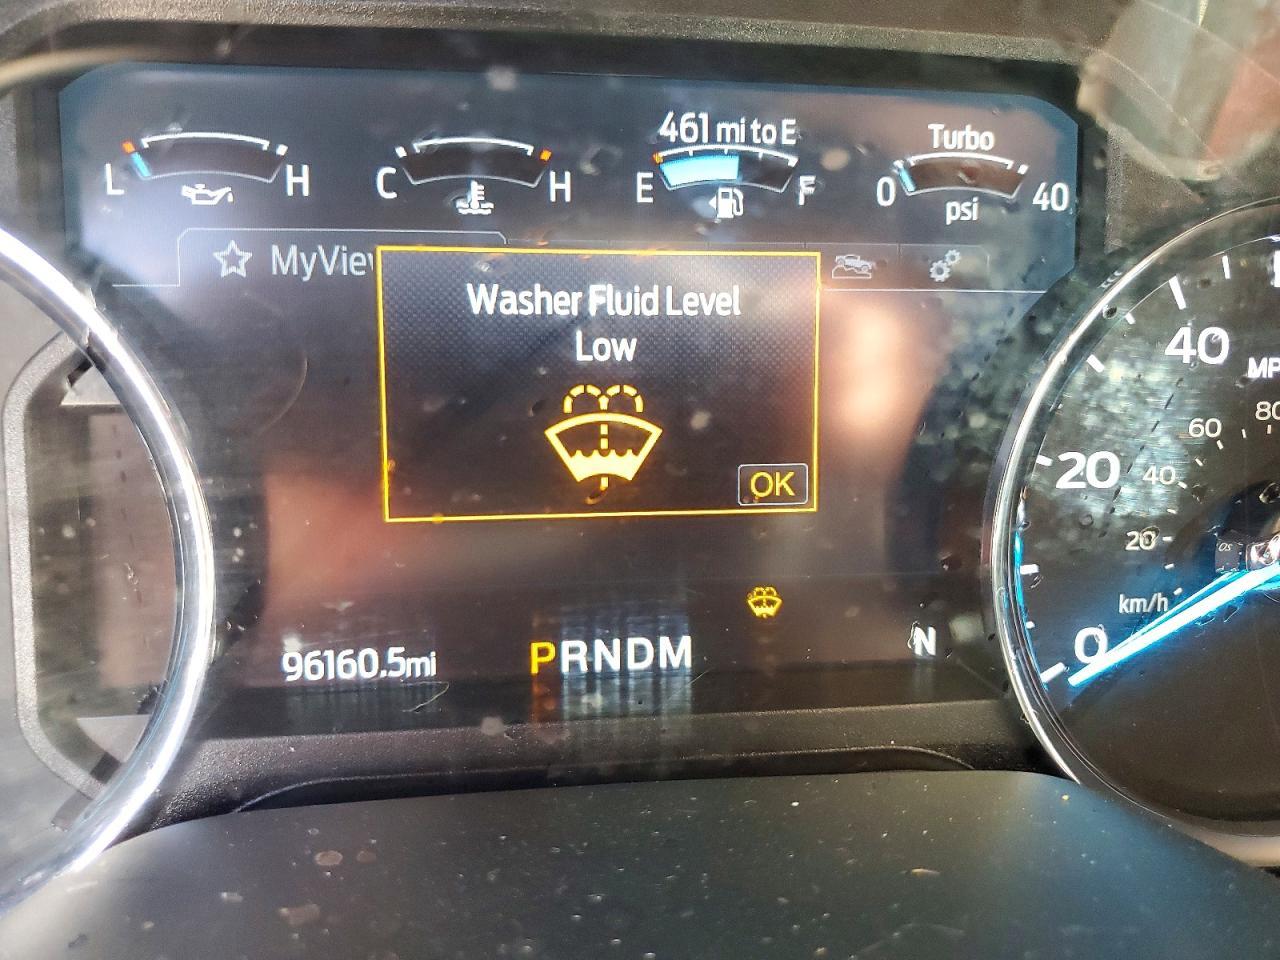 461 mi to E
Turbo
L H
C H
E F
0 40
psi
MyView
Washer Fluid Level
Low
OK
40
MP
80
60
20
40
20
km/h
0
96160.5mi
PRNDM
N